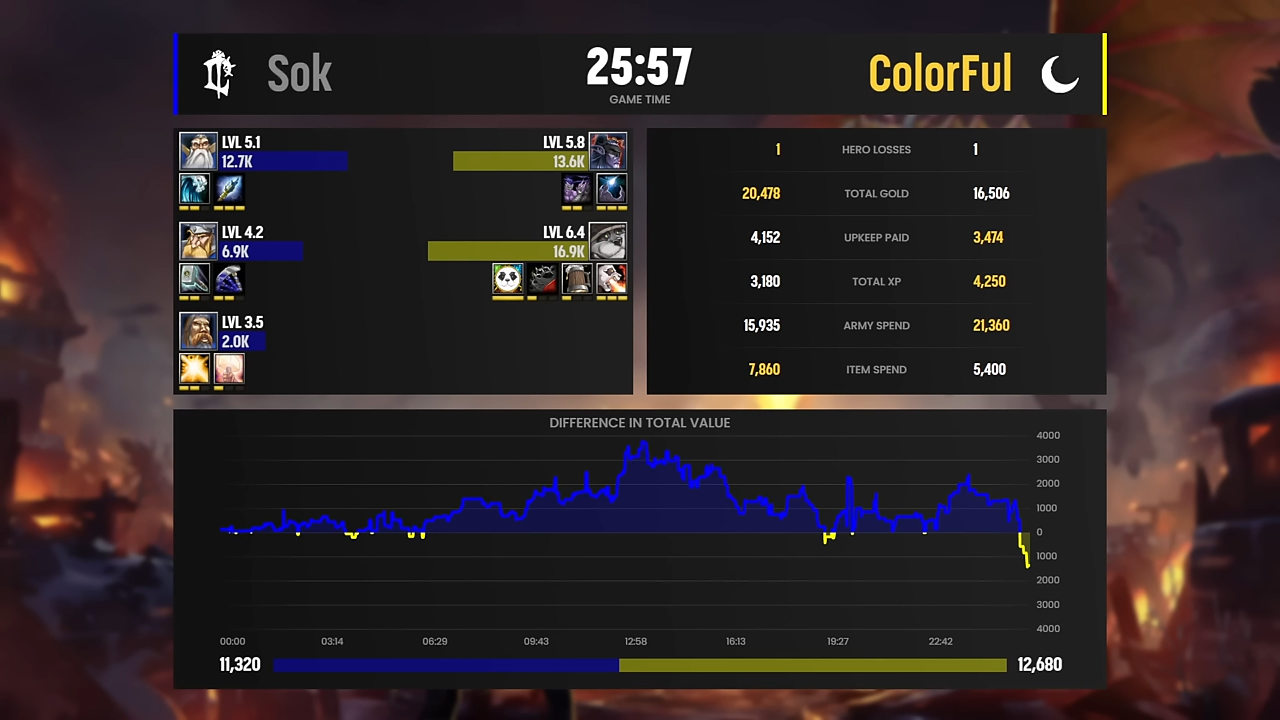 Sok
25:57
GAME TIME
ColorFul
LVL 5.1
12.7K
LVL 5.8
13.6K
LVL 4.2
6.9K
LVL 6.4
16.9K
LVL 3.5
2.0K
1 HERO LOSSES 1
20,478 TOTAL GOLD 16,506
4,152 UPKEEP PAID 3,474
3,180 TOTAL XP 4,250
15,935 ARMY SPEND 21,360
7,860 ITEM SPEND 5,400
DIFFERENCE IN TOTAL VALUE
4000
3000
2000
1000
0
1000
2000
3000
4000
00:00 03:14 06:29 09:43 12:58 16:13 19:27 22:42
11,320 12,680